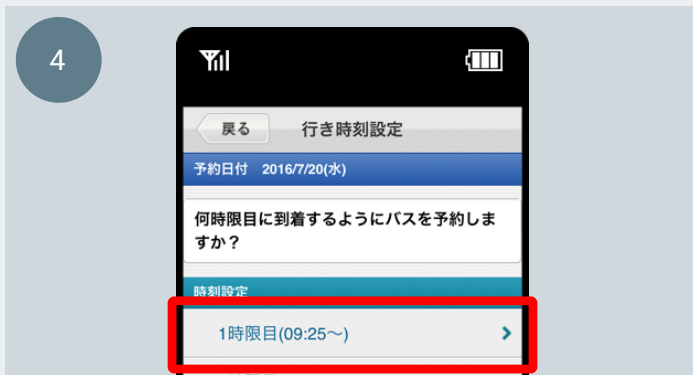 4
戻る
行き時刻設定
予約日付 2016/7/20(水)
何時限目に到着するようにバスを予約しま
すか？
時刻設定
1時限目(09:25～)